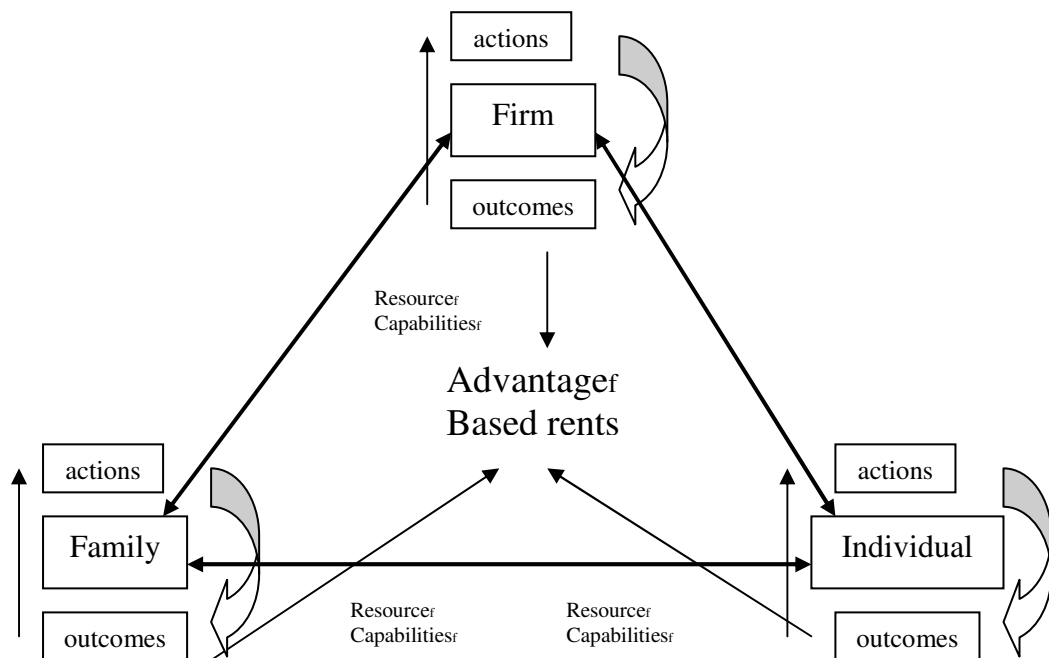 actions
Firm
outcomes
Resourcef
Capabilitiesf
Advantagef
Based rents
actions
Family
outcomes
actions
Individual
outcomes
Resourcef
Capabilitiesf
Resourcef
Capabilitiesf